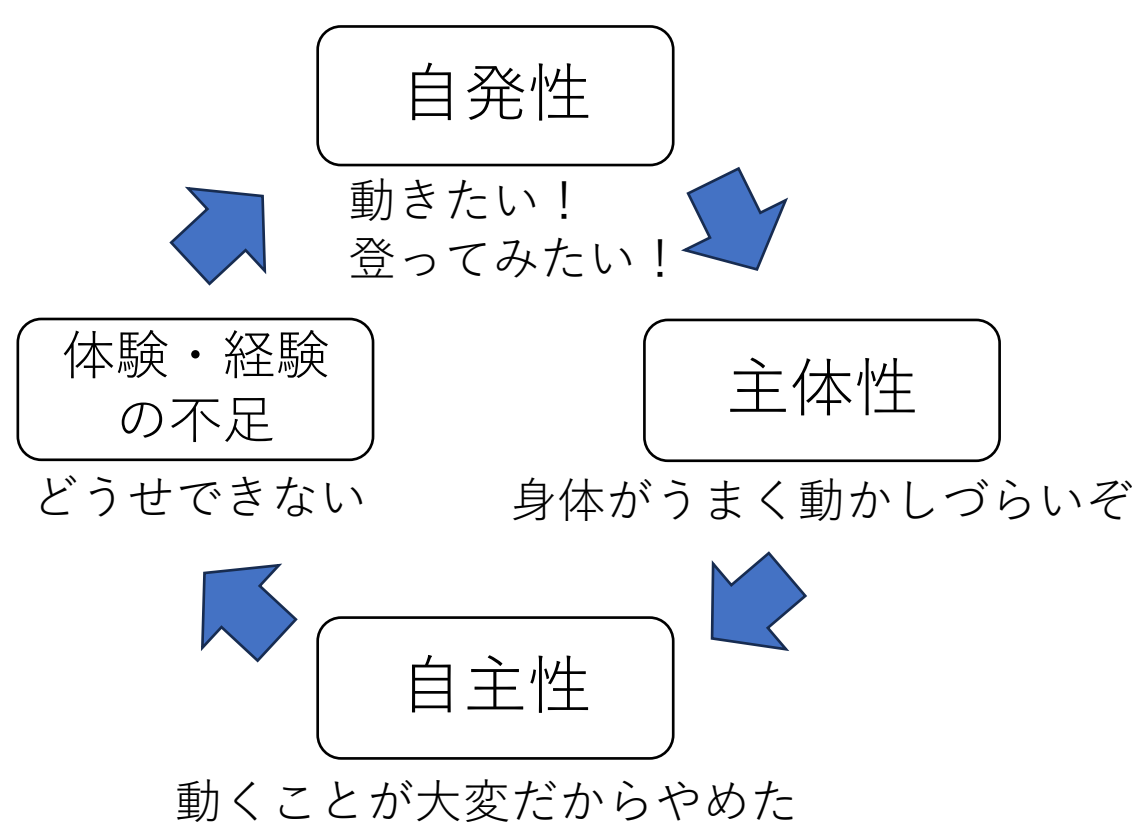 自発性
動きたい！
登ってみたい！
主体性
身体がうまく動かしづらいぞ
自主性
動くことが大変だからやめた
体験・経験
の不足
どうせできない